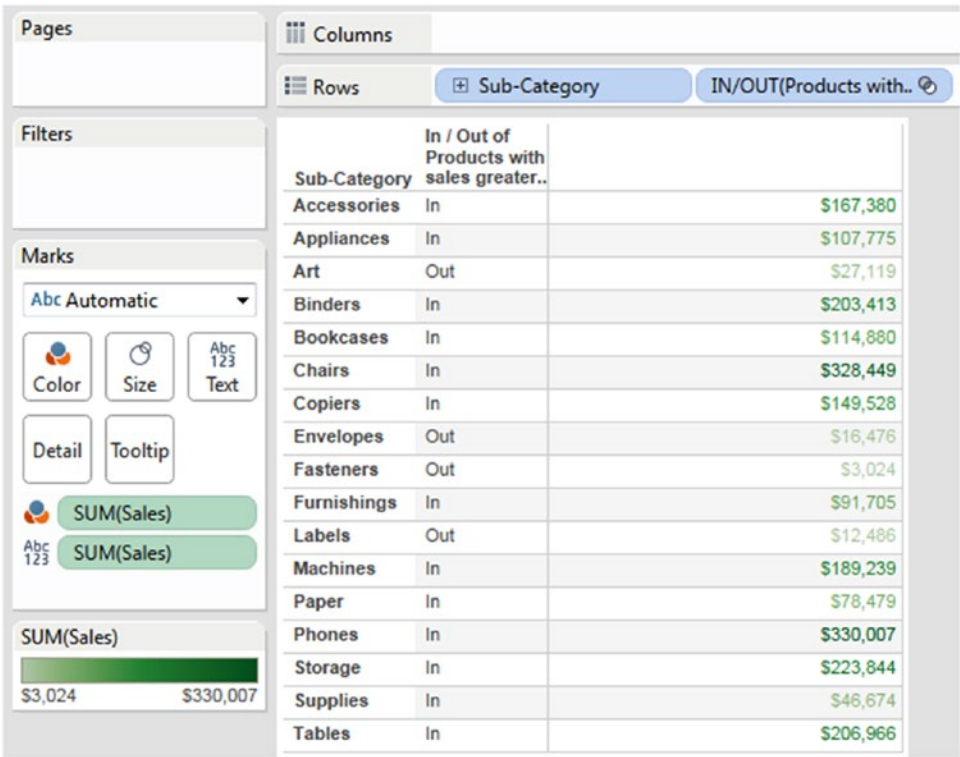 Pages
Columns
Rows
Sub-Category
IN/OUT(Products with..
Filters
Marks
Abc Automatic
Color
Size
Abc
123
Text
Detail
Tooltip
SUM(Sales)
Abc
123
SUM(Sales)
SUM(Sales)
$3,024 $330,007
Sub-Category
In / Out of
Products with
sales greater..
Accessories In $167,380
Appliances In $107,775
Art Out $27,119
Binders In $203,413
Bookcases In $114,880
Chairs In $328,449
Copiers In $149,528
Envelopes Out $16,476
Fasteners Out $3,024
Furnishings In $91,705
Labels Out $12,486
Machines In $189,239
Paper In $78,479
Phones In $330,007
Storage In $223,844
Supplies In $46,674
Tables In $206,966